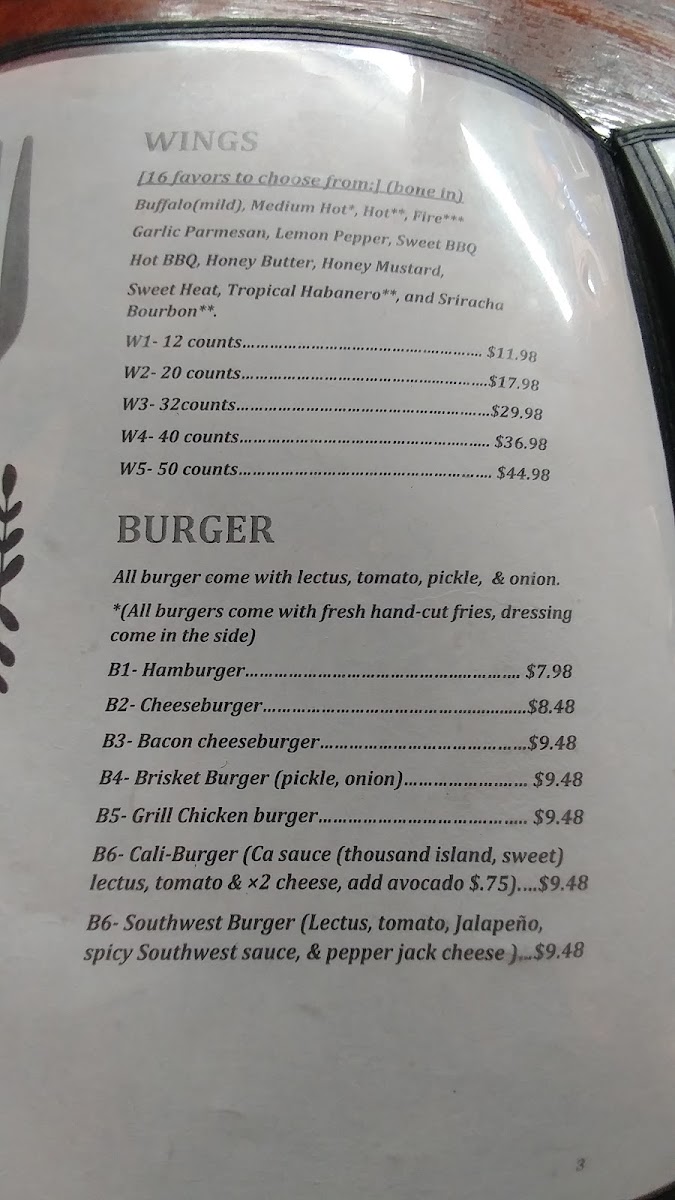 WINGS
[16 favors to choose from:] (bone in)
Buffalo(mild), Medium Hot*, Hot**, Fire***
Garlic Parmesan, Lemon Pepper, Sweet BBQ
Hot BBQ, Honey Butter, Honey Mustard,
Sweet Heat, Tropical Habanero**, and Sriracha
Bourbon**.
W1- 12 counts........................................................ $11.98
W2- 20 counts........................................................$17.98
W3- 32counts........................................................$29.98
W4- 40 counts........................................................ $36.98
W5- 50 counts........................................................ $44.98
BURGER
All burger come with lectus, tomato, pickle, & onion.
*(All burgers come with fresh hand-cut fries, dressing
come in the side)
B1- Hamburger........................................................ $7.98
B2- Cheeseburger........................................................$8.48
B3- Bacon cheeseburger..........................................$9.48
B4- Brisket Burger (pickle, onion)........................ $9.48
B5- Grill Chicken burger.......................................... $9.48
B6- Cali-Burger (Ca sauce (thousand island, sweet)
lectus, tomato & ×2 cheese, add avocado $.75)....$9.48
B6- Southwest Burger (Lectus, tomato, Jalapeño,
spicy Southwest sauce, & pepper jack cheese )...$9.48
3